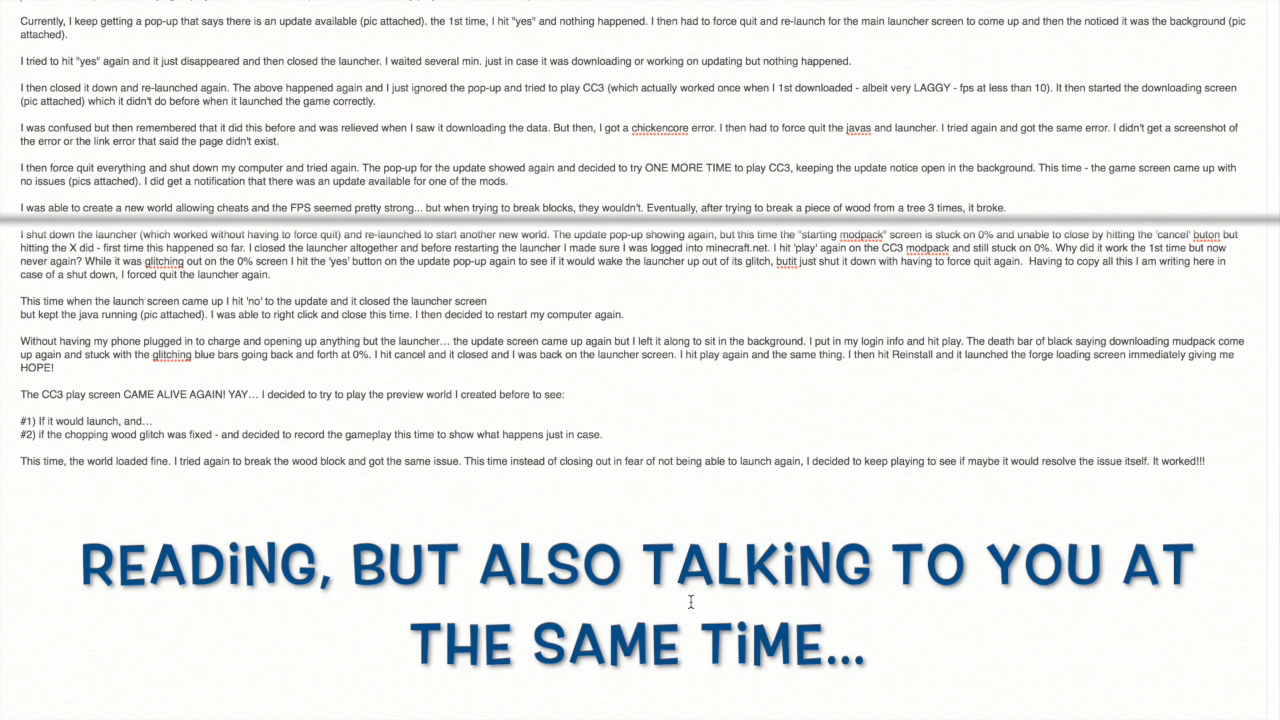 Currently, I keep getting a pop-up that says there is an update available (pic attached). the 1st time, I hit "yes" and nothing happened. I then had to force quit and re-launch for the main launcher screen to come up and then the noticed it was the background (pic
attached).
I tried to hit "yes" again and it just disappeared and then closed the launcher. I waited several min. just in case it was downloading or working on updating but nothing happened.
I then closed it down and re-launched again. The above happened again and I just ignored the pop-up and tried to play CC3 (which actually worked once when I 1st downloaded - albeit very LAGGY - fps at less than 10). It then started the downloading screen
(pic attached) which it didn't do before when it launched the game correctly.
I was confused but then remembered that it did this before and was relieved when I saw it downloading the data. But then, I got a chickencore error. I then had to force quit the javas and launcher. I tried again and got the same error. I didn't get a screenshot of
the error or the link error that said the page didn't exist.
I then force quit everything and shut down my computer and tried again. The pop-up for the update showed again and decided to try ONE MORE TIME to play CC3, keeping the update notice open in the background. This time - the game screen came up with
no issues (pics attached). I did get a notification that there was an update available for one of the mods.
I was able to create a new world allowing cheats and the FPS seemed pretty strong... but when trying to break blocks, they wouldn't. Eventually, after trying to break a piece of wood from a tree 3 times, it broke.
I shut down the launcher (which worked without having to force quit) and re-launched to start another new world. The update pop-up showing again, but this time the "starting modpack" screen is stuck on 0% and unable to close by hitting the 'cancel' buton but
hitting the X did - first time this happened so far. I closed the launcher altogether and before restarting the launcher I made sure I was logged into minecraft.net. I hit 'play' again on the CC3 modpack and still stuck on 0%. Why did it work the 1st time but now
never again? While it was glitching out on the 0% screen I hit the 'yes' button on the update pop-up again to see if it would wake the launcher up out of its glitch, butit just shut it down with having to force quit again.  Having to copy all this I am writing here in
case of a shut down, I forced quit the launcher again.
This time when the launch screen came up I hit 'no' to the update and it closed the launcher screen
but kept the java running (pic attached). I was able to right click and close this time. I then decided to restart my computer again.
Without having my phone plugged in to charge and opening up anything but the launcher… the update screen came up again but I left it along to sit in the background. I put in my login info and hit play. The death bar of black saying downloading mudpack come
up again and stuck with the glitching blue bars going back and forth at 0%. I hit cancel and it closed and I was back on the launcher screen. I hit play again and the same thing. I then hit Reinstall and it launched the forge loading screen immediately giving me
HOPE!
The CC3 play screen CAME ALIVE AGAIN! YAY… I decided to try to play the preview world I created before to see:
#1) If it would launch, and…
#2) if the chopping wood glitch was fixed - and decided to record the gameplay this time to show what happens just in case.
This time, the world loaded fine. I tried again to break the wood block and got the same issue. This time instead of closing out in fear of not being able to launch again, I decided to keep playing to see if maybe it would resolve the issue itself. It worked!!!
READING, BUT ALSO TALKING TO YOU AT
THE SAME TIME...